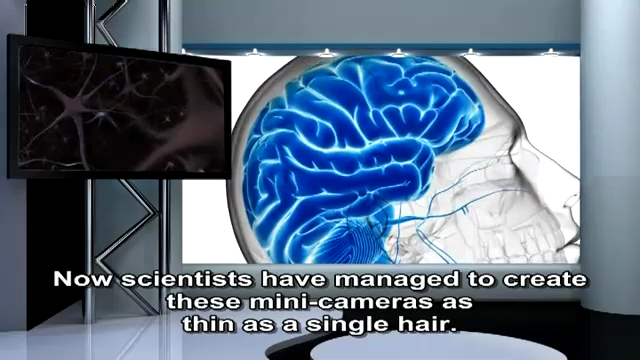 Now scientists have managed to create
these mini-cameras as
thin as a single hair.